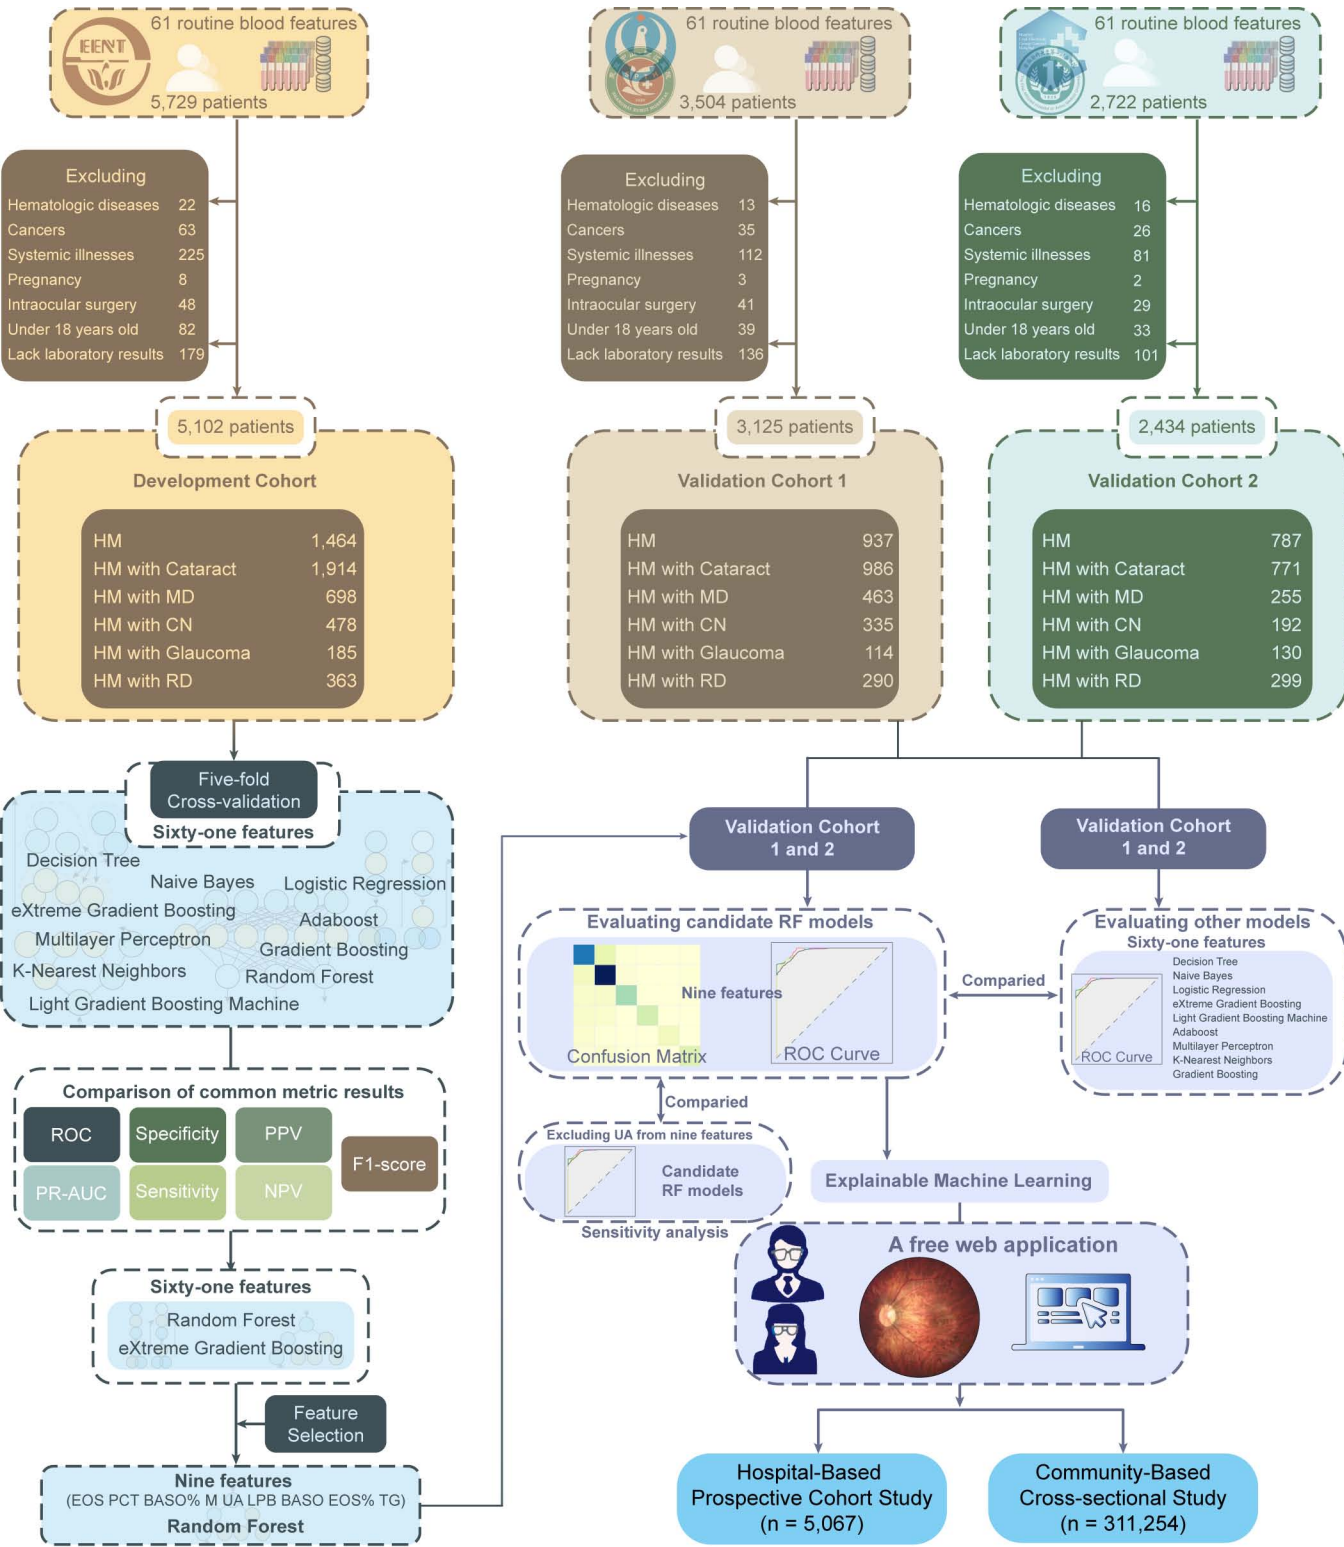 61 routine blood features
EENT
5,729 patients
Excluding
Hematologic diseases 22
Cancers 63
Systemic illnesses 225
Pregnancy 8
Intraocular surgery 48
Under 18 years old 82
Lack laboratory results 179
5,102 patients
Development Cohort
HM 1,464
HM with Cataract 1,914
HM with MD 698
HM with CN 478
HM with Glaucoma 185
HM with RD 363
61 routine blood features
3,504 patients
Excluding
Hematologic diseases 13
Cancers 35
Systemic illnesses 112
Pregnancy 3
Intraocular surgery 41
Under 18 years old 39
Lack laboratory results 136
3,125 patients
Validation Cohort 1
HM 937
HM with Cataract 986
HM with MD 463
HM with CN 335
HM with Glaucoma 114
HM with RD 290
61 routine blood features
2,722 patients
Excluding
Hematologic diseases 16
Cancers 26
Systemic illnesses 81
Pregnancy 2
Intraocular surgery 29
Under 18 years old 33
Lack laboratory results 101
2,434 patients
Validation Cohort 2
HM 787
HM with Cataract 771
HM with MD 255
HM with CN 192
HM with Glaucoma 130
HM with RD 299
Five-fold
Cross-validation
Sixty-one features
Decision Tree
Naive Bayes
Logistic Regression
eXtreme Gradient Boosting
Adaboost
Multilayer Perceptron
Gradient Boosting
K-Nearest Neighbors
Random Forest
Light Gradient Boosting Machine
Comparison of common metric results
ROC
Specificity
PPV
F1-score
PR-AUC
Sensitivity
NPV
Sixty-one features
Random Forest
eXtreme Gradient Boosting
Feature
Selection
Nine features
(EOS PCT BASO% M UA LPB BASO EOS% TG)
Random Forest
Validation Cohort
1 and 2
Evaluating candidate RF models
Nine features
Confusion Matrix
ROC Curve
Comparied
Validation Cohort
1 and 2
Evaluating other models
Sixty-one features
Decision Tree
Naive Bayes
Logistic Regression
eXtreme Gradient Boosting
Light Gradient Boosting Machine
Adaboost
Multilayer Perceptron
K-Nearest Neighbors
Gradient Boosting
ROC Curve
Comparied
Excluding UA from nine features
Candidate
RF models
Sensitivity analysis
Explainable Machine Learning
A free web application
Hospital-Based
Prospective Cohort Study
(n = 5,067)
Community-Based
Cross-sectional Study
(n = 311,254)